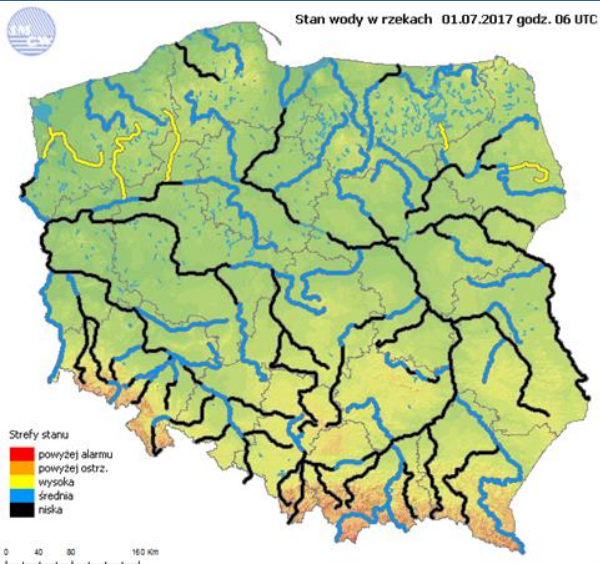 Stan wody w rzekach 01.07.2017 godz. 06 UTC
Strefy stanu
powyżej alarmu
powyżej ostrz.
wysoka
średnia
niska
0 40 80 160 Km